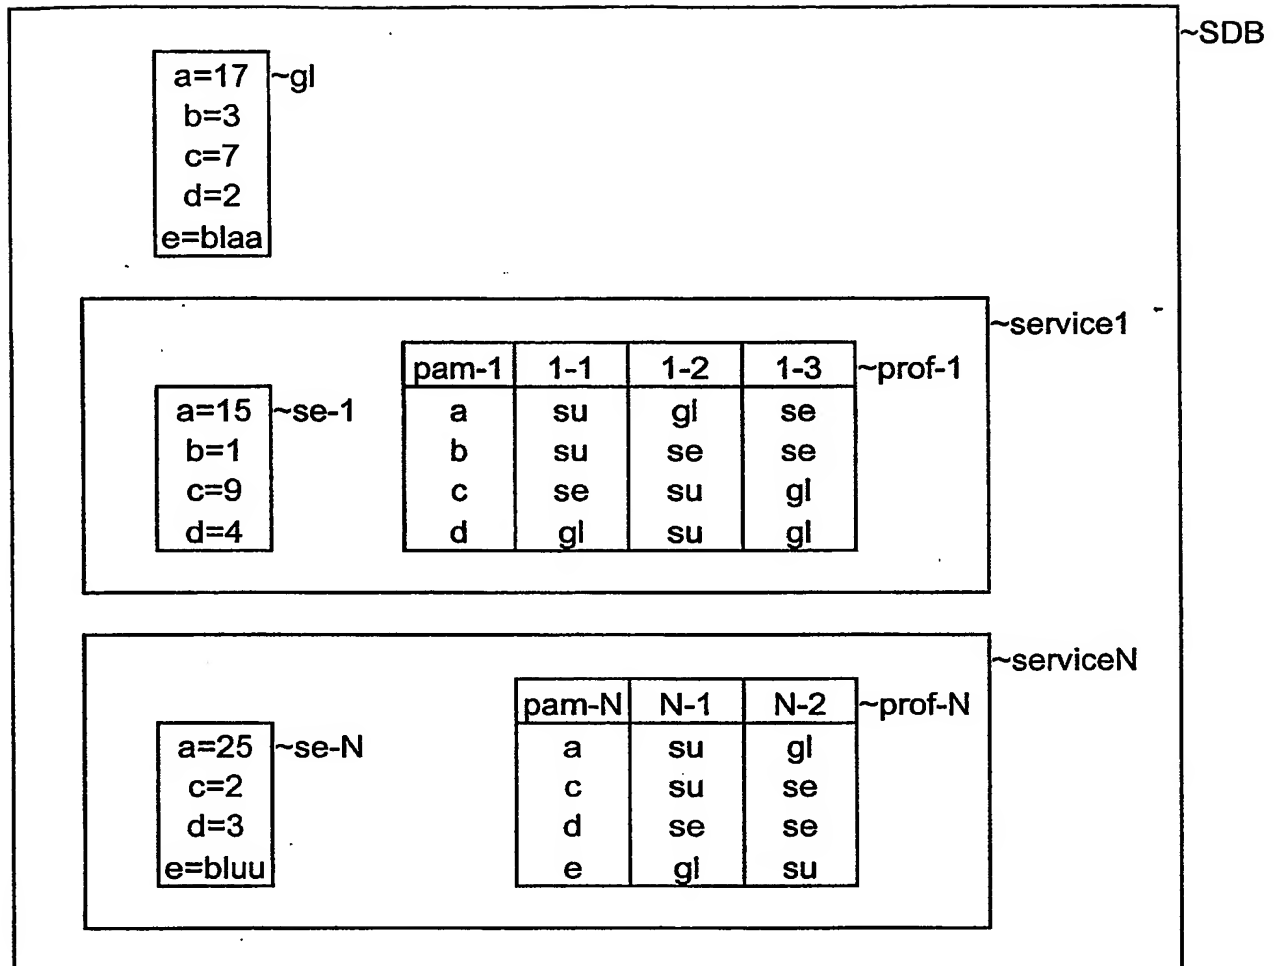 ~SDB
a=17 ~gl
b=3
c=7
d=2
e=blaa
~service1
pam-1 1-1 1-2 1-3 ~prof-1
a=15 ~se-1 a su gl se
b=1 b su se se
c=9 c se su gl
d=4 d gl su gl
~serviceN
pam-N N-1 N-2 ~prof-N
a=25 ~se-N a su gl
c=2 c su se
d=3 d se se
e=bluu e gl su